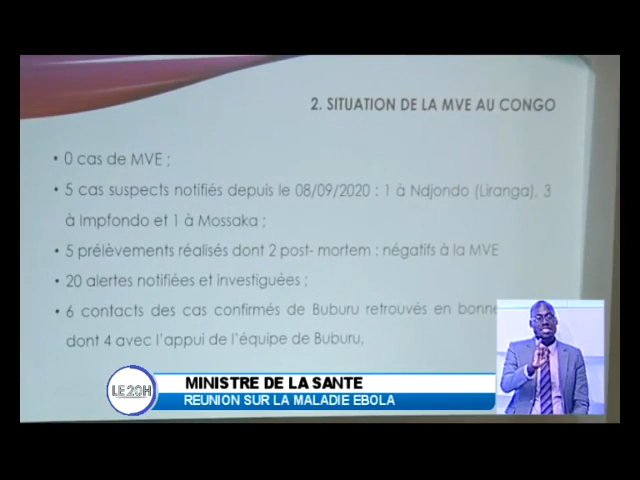 2. SITUATION DE LA MVE AU CONGO
• 0 cas de MVE ;
• 5 cas suspects notifiés depuis le 08/09/2020 : 1 à Ndjondo (Liranga), 3
à Impfondo et 1 à Mossaka ;
• 5 prélèvements réalisés dont 2 post- mortem : négatifs à la MVE
• 20 alertes notifiées et investiguées ;
• 6 contacts des cas confirmés de Buburu retrouvés en bonne
dont 4 avec l'appui de l'équipe de Buburu,
LE 20H
MINISTRE DE LA SANTE
REUNION SUR LA MALADIE EBOLA